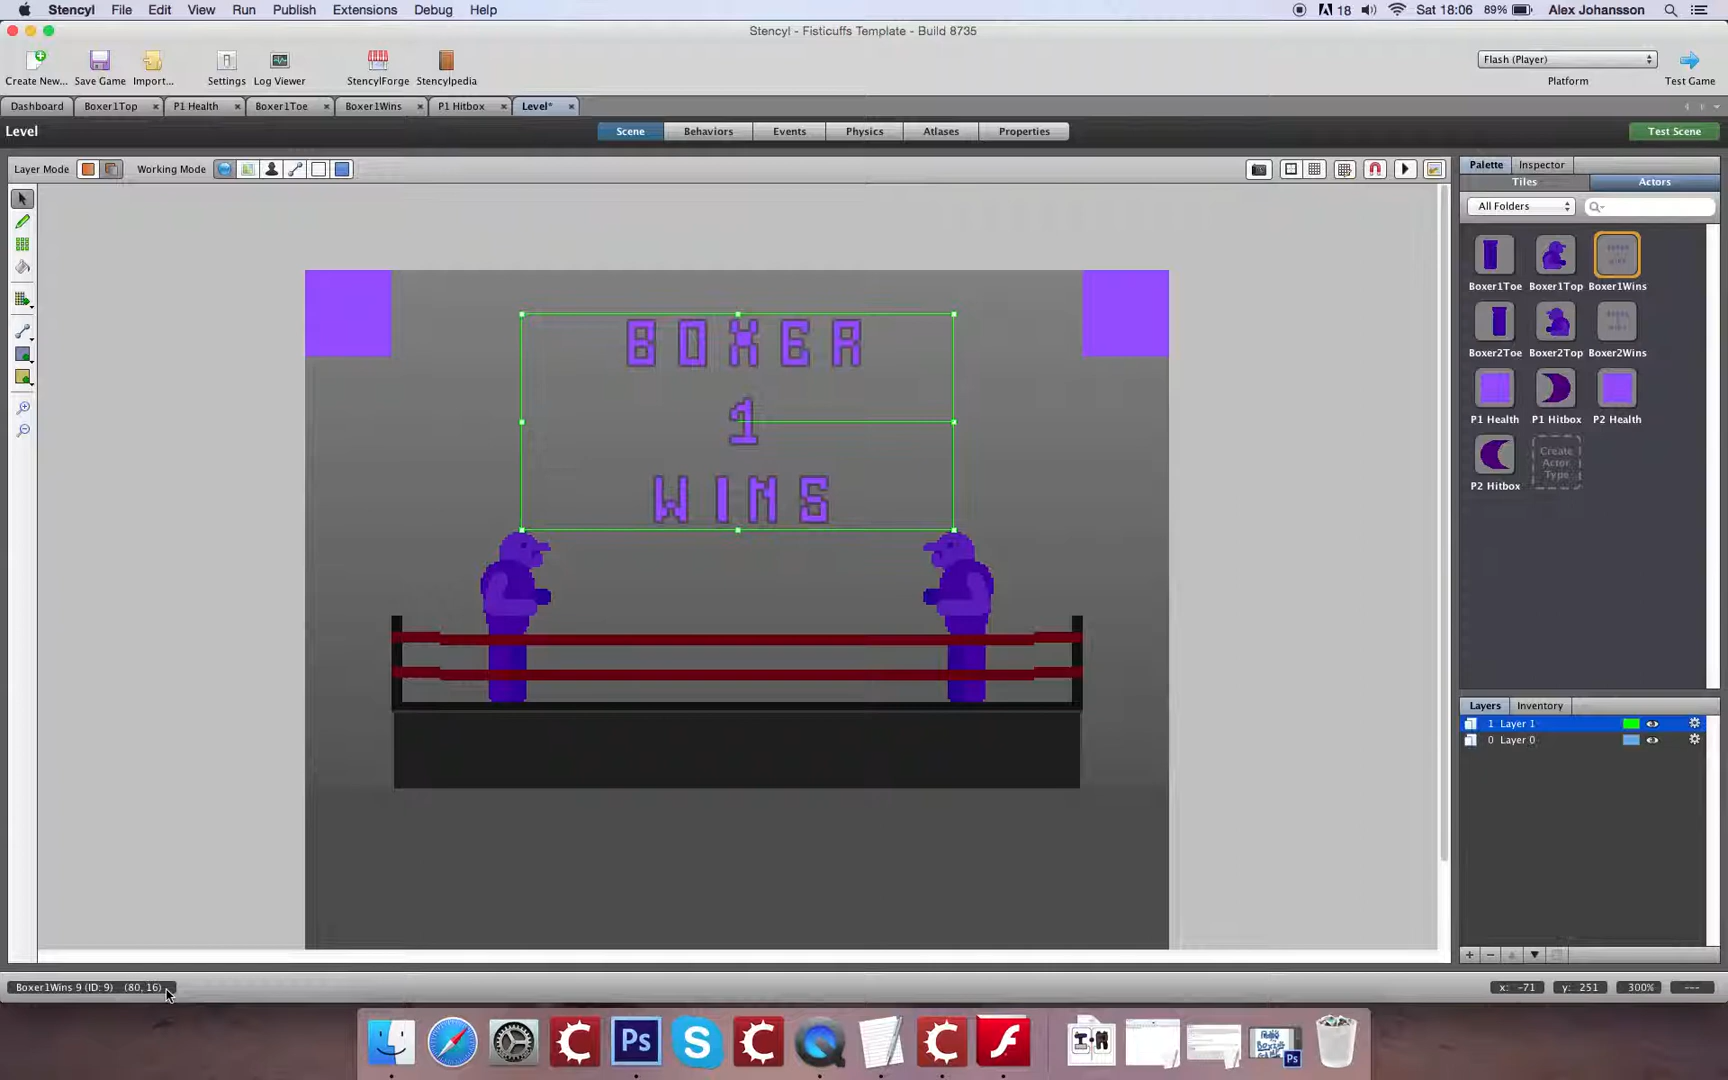 Stencyl File Edit View Run Publish Extensions Debug Help
18 Sat 18:06 89% Alex Johansson
Stencyl - Fisticuffs Template - Build 8735
Create New... Save Game Import... Settings Log Viewer StencylForge Stencylpedia
Flash (Player)
Platform Test Game
Dashboard Boxer1Top Boxer1Toe P1 Health Boxer1Wins P1 Hitbox Level*
Level
Scene Behaviors Events Physics Atlases Properties
Test Scene
Layer Mode Working Mode
Palette Inspector
Tiles Actors
All Folders
Boxer1Toe Boxer1Top Boxer1Wins
Boxer2Toe Boxer2Top Boxer2Wins
P1 Health P1 Hitbox P2 Health
P2 Hitbox
Create
Actor
Type
BOXER
1
WINS
Layers Inventory
1 Layer 1
0 Layer 0
Boxer1Wins 9 (ID: 9) (80, 16)
x: -71 y: 251 300% ---
Ps